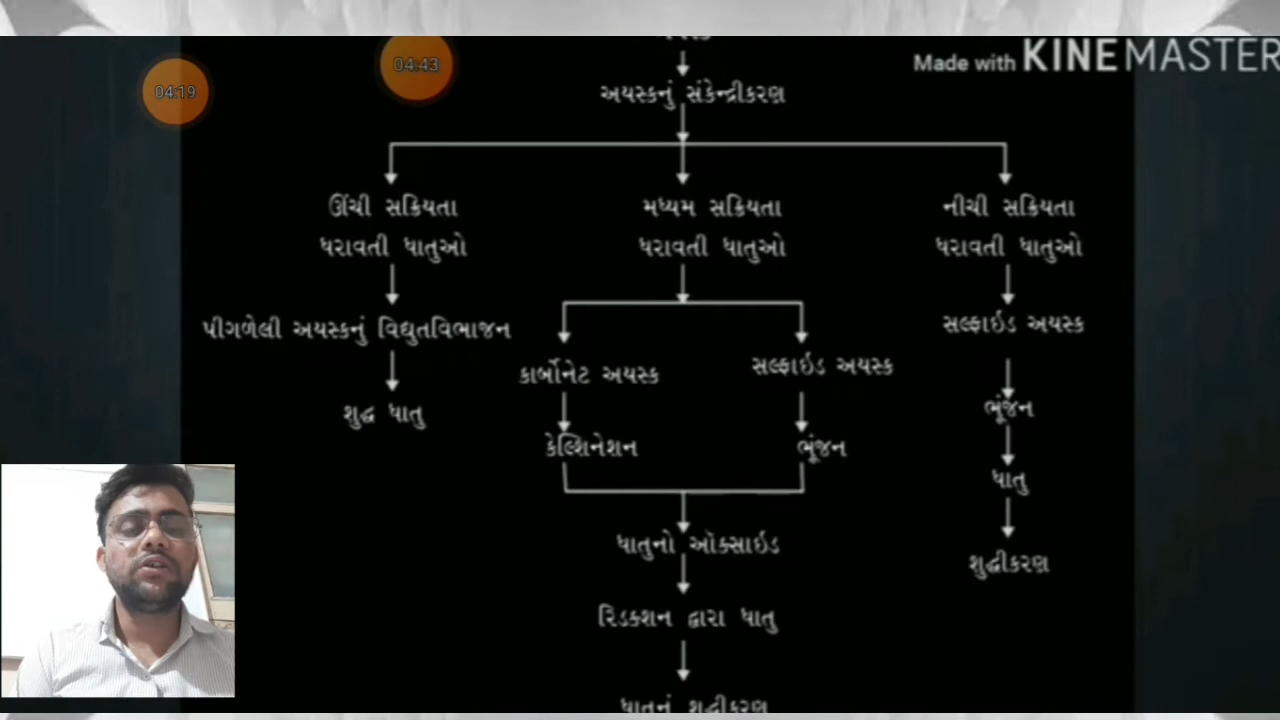 Made with KINEMASTER
04:43
04:19
અયસ્કનું સંકેન્દ્રીકરણ
ઊંચી સક્રિયતા
ધરાવતી ધાતુઓ
મધ્યમ સક્રિયતા
ધરાવતી ધાતુઓ
નીચી સક્રિયતા
ધરાવતી ધાતુઓ
પીગળેલી અયસ્કનું વિદ્યુતવિભાજન
શુદ્ધ ધાતુ
કાર્બોનેટ અયસ્ક
સલ્ફાઇડ અયસ્ક
કેલ્શિનેશન
ભૂંજન
સલ્ફાઇડ અયસ્ક
ભૂંજન
ધાતુ
શુદ્ધીકરણ
ધાતુનો ઑક્સાઇડ
રિડક્શન દ્વારા ધાતુ
ધાતુનું શુદ્ધીકરણ